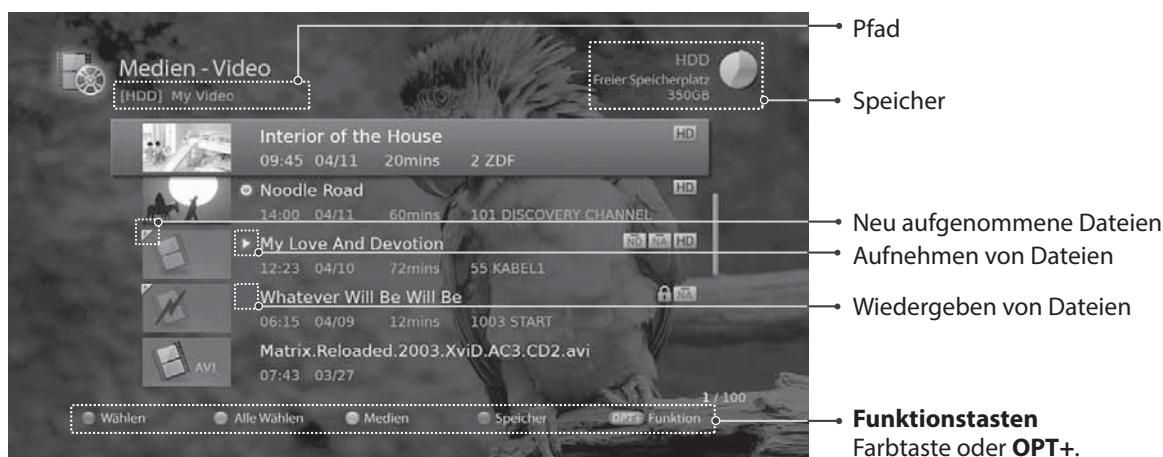 Pfad
Medien - Video
[HDD] My Video
HDD
Freier Speicherplatz
350GB
Speicher
Interior of the House
HD
09:45 04/11 20mins 2 ZDF
Noodle Road
HD
14:00 04/11 60mins 101 DISCOVERY CHANNEL
Neu aufgenommene Dateien
My Love And Devotion
ND NA HD
Aufnehmen von Dateien
12:23 04/10 72mins 55 KABEL1
Whatever Will Be Will Be
NA
Wiedergeben von Dateien
06:15 04/09 12mins 1003 START
Matrix.Reloaded.2003.XviD.AC3.CD2.avi
AVI
07:43 03/27
1 / 100
Wählen Alle Wählen Medien Speicher OPT+ Funktion
Funktionstasten
Farbtaste oder OPT+.